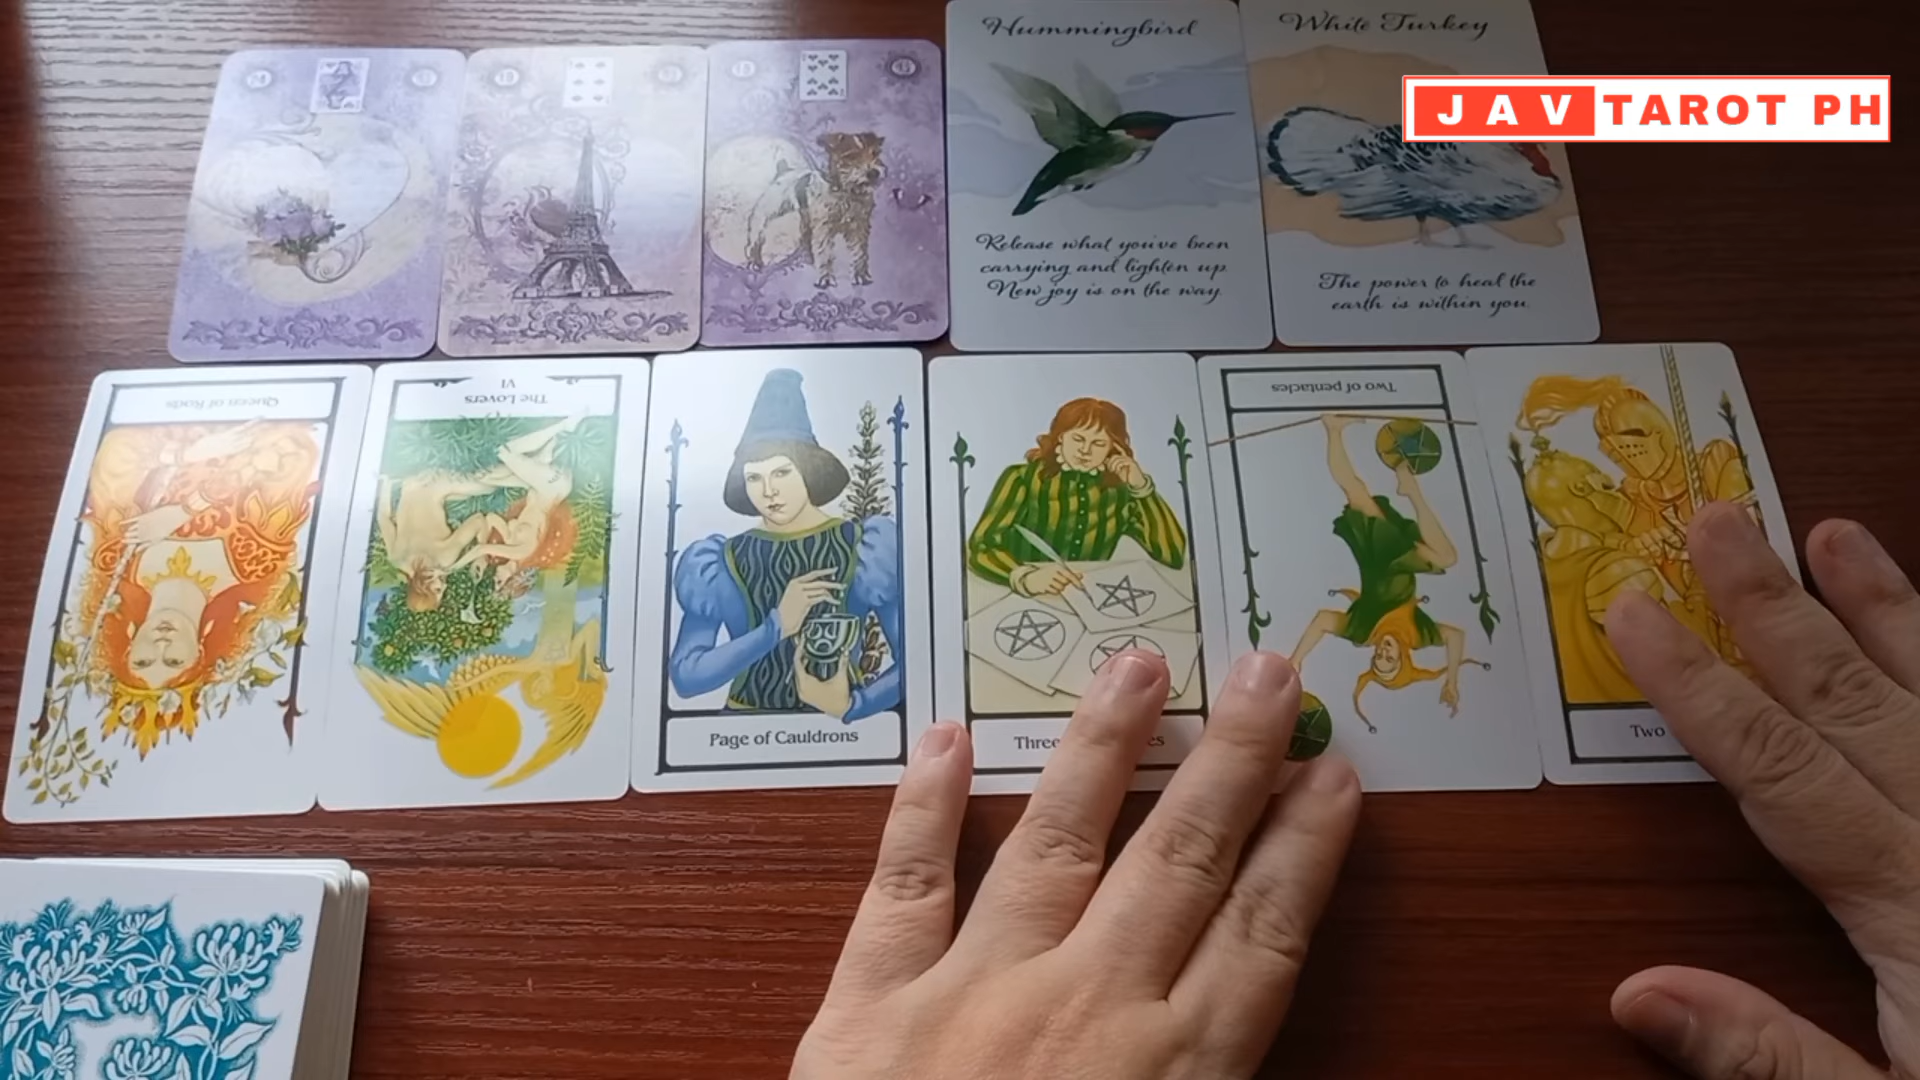 Hummingbird
Release what you've been
carrying and lighten up.
New joy is on the way.
White Turkey
The power to heal the
earth is within you.
JAV TAROT PH
Queen of Rods
VI
The Lovers
Page of Cauldrons
Three
es
Two of pentacles
Two